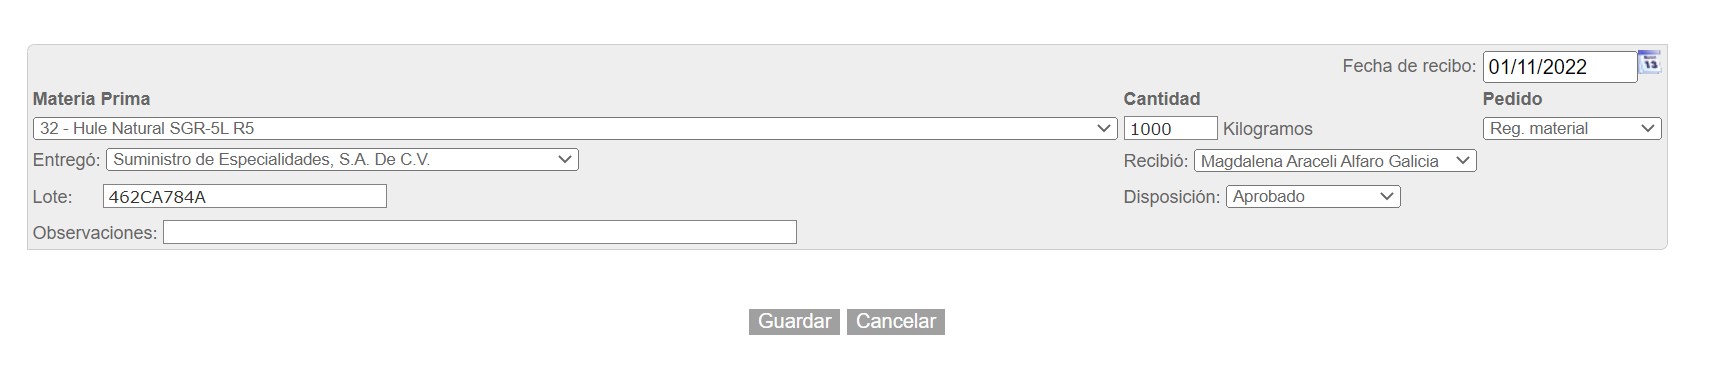 Fecha de recibo: 01/11/2022
Materia Prima Cantidad Pedido
32 - Hule Natural SGR-5L R5 1000 Kilogramos Reg. material
Entregó: Suministro de Especialidades, S.A. De C.V. Recibió: Magdalena Araceli Alfaro Galicia
Lote: 462CA784A Disposición: Aprobado
Observaciones:
Guardar Cancelar